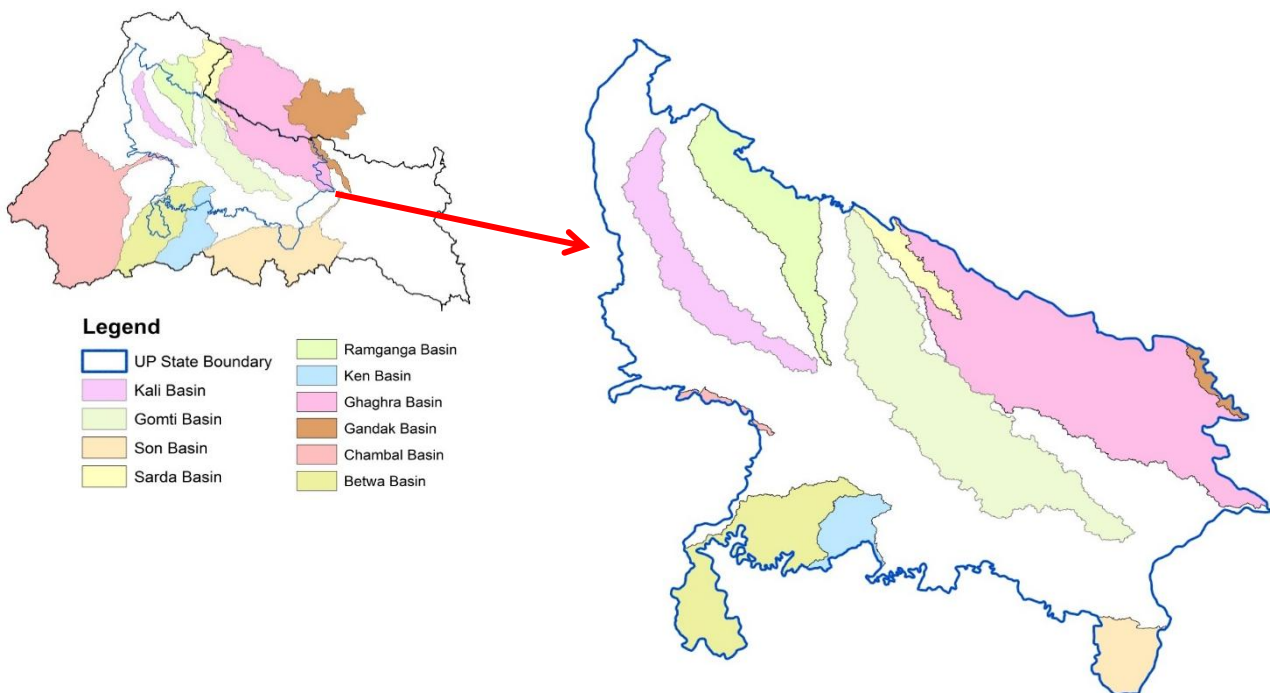 Legend
UP State Boundary
Kali Basin
Gomti Basin
Son Basin
Sarda Basin
Ramganga Basin
Ken Basin
Ghaghra Basin
Gandak Basin
Chambal Basin
Betwa Basin